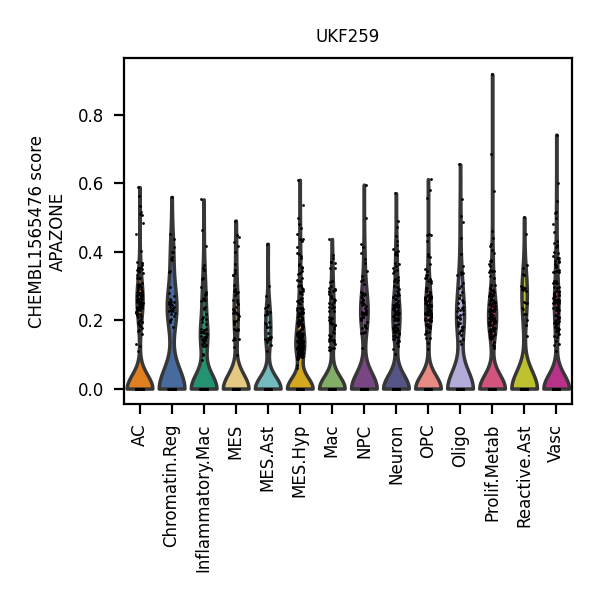 UKF259
CHEMBL1565476 score
APAZONE
0.8
0.6
0.4
0.2
0.0
AC
Chromatin.Reg
Inflammatory.Mac
MES
MES.Ast
MES.Hyp
Mac
NPC
Neuron
OPC
Oligo
Prolif.Metab
Reactive.Ast
Vasc